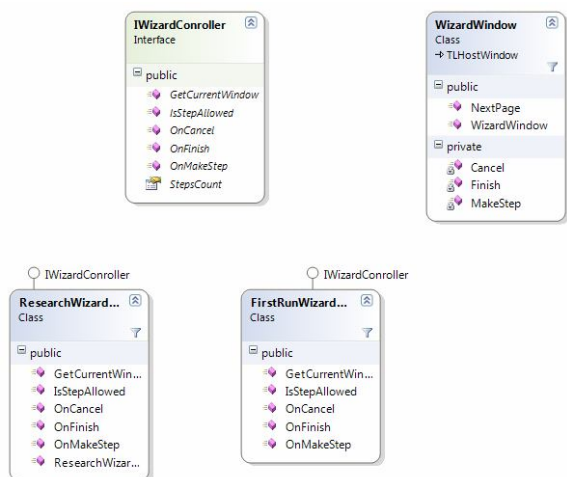 IWizardConroller
Interface
public
GetCurrentWindow
IsStepAllowed
OnCancel
OnFinish
OnMakeStep
StepsCount
WizardWindow
Class
TLHostWindow
public
NextPage
WizardWindow
private
Cancel
Finish
MakeStep
IWizardConroller
ResearchWizard...
Class
public
GetCurrentWin...
IsStepAllowed
OnCancel
OnFinish
OnMakeStep
ResearchWizar...
IWizardConroller
FirstRunWizard...
Class
public
GetCurrentWin...
IsStepAllowed
OnCancel
OnFinish
OnMakeStep